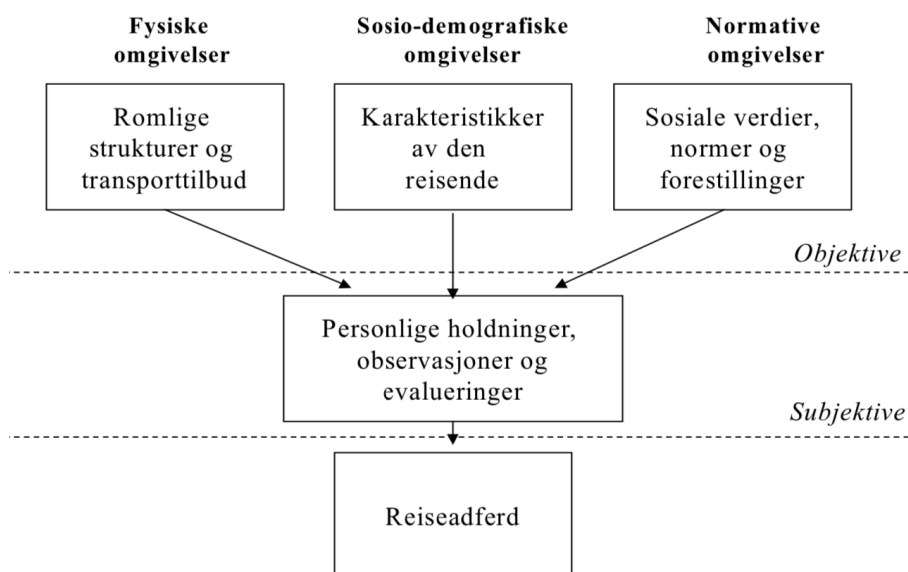 Fysiske
omgivelser
Sosio-demografiske
omgivelser
Normative
omgivelser
Romlige
strukturer og
transporttilbud
Karakteristikker
av den
reisende
Sosiale verdier,
normer og
forestillinger
Objektive
Personlige holdninger,
observasjoner og
evalueringer
Subjektive
Reiseadferd